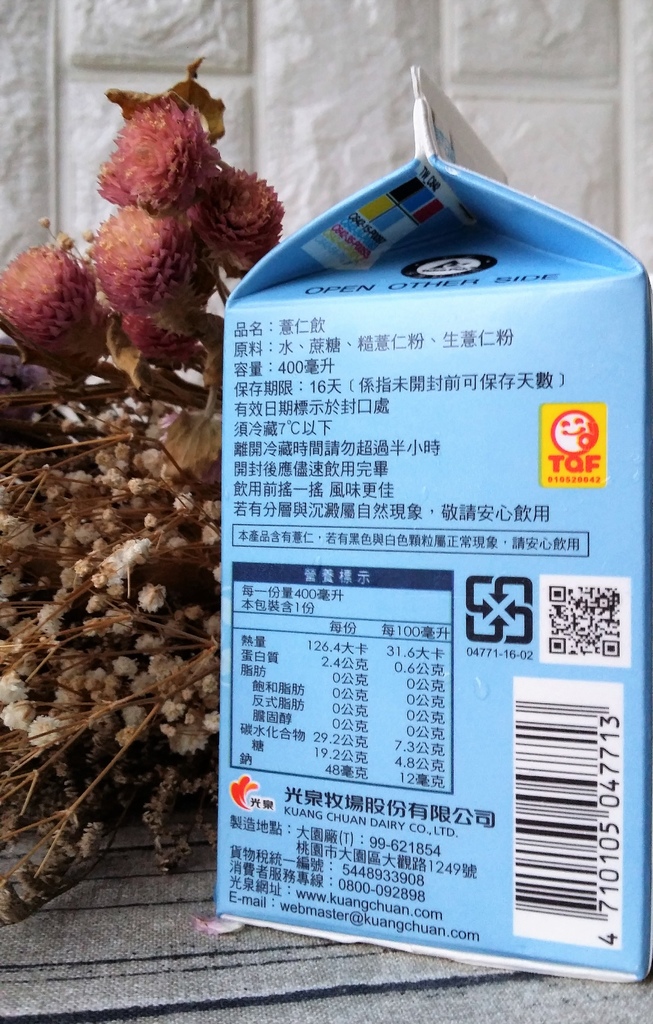 OPEN OTHER SIDE
品名：薏仁飲
原料：水、蔗糖、糙薏仁粉、生薏仁粉
容量：400毫升
保存期限：16天〔係指未開封前可保存天數〕
有效日期標示於封口處
須冷藏7℃以下
離開冷藏時間請勿超過半小時
開封後應儘速飲用完畢
飲用前搖一搖 風味更佳
若有分層與沉澱屬自然現象，敬請安心飲用
TQF
910520042
本產品含有薏仁，若有黑色與白色顆粒屬正常現象，請安心飲用
營養標示
每一份量400毫升
本包裝含1份
每份 每100毫升
熱量 126.4大卡 31.6大卡
蛋白質 2.4公克 0.6公克
脂肪 0公克 0公克
飽和脂肪 0公克 0公克
反式脂肪 0公克 0公克
膽固醇 0公克 0公克
碳水化合物 29.2公克 7.3公克
糖 19.2公克 4.8公克
鈉 48毫克 12毫克
04771-16-02
光泉 光泉牧場股份有限公司
KUANG CHUAN DAIRY CO.,LTD.
製造地點：大園廠(T)：99-621854
桃園市大園區大觀路1249號
貨物稅統一編號：5448933908
消費者服務專線：0800-092898
光泉網址：www.kuangchuan.com
E-mail：webmaster@kuangchuan.com
4 710105 047713